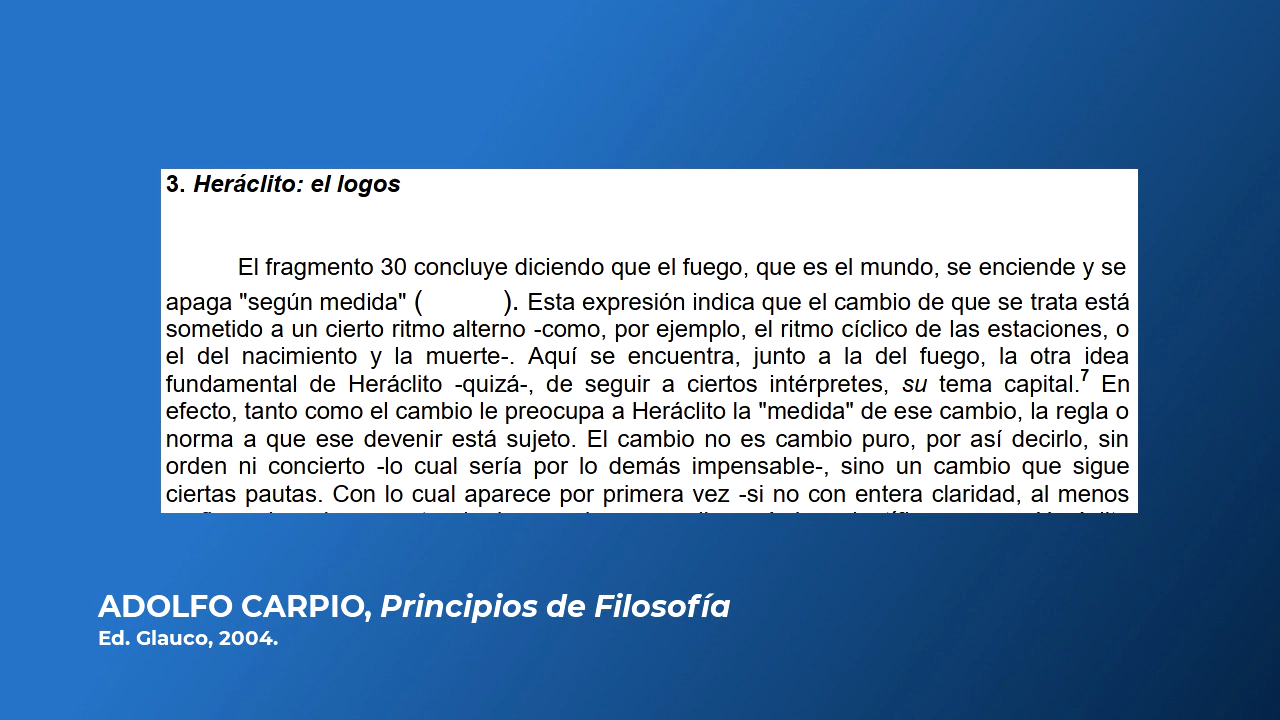 3. Heráclito: el logos
El fragmento 30 concluye diciendo que el fuego, que es el mundo, se enciende y se
apaga "según medida" ( ). Esta expresión indica que el cambio de que se trata está
sometido a un cierto ritmo alterno -como, por ejemplo, el ritmo cíclico de las estaciones, o
el del nacimiento y la muerte-. Aquí se encuentra, junto a la del fuego, la otra idea
fundamental de Heráclito -quizá-, de seguir a ciertos intérpretes, su tema capital.7 En
efecto, tanto como el cambio le preocupa a Heráclito la "medida" de ese cambio, la regla o
norma a que ese devenir está sujeto. El cambio no es cambio puro, por así decirlo, sin
orden ni concierto -lo cual sería por lo demás impensable-, sino un cambio que sigue
ciertas pautas. Con lo cual aparece por primera vez -si no con entera claridad, al menos
ADOLFO CARPIO, Principios de Filosofía
Ed. Glauco, 2004.